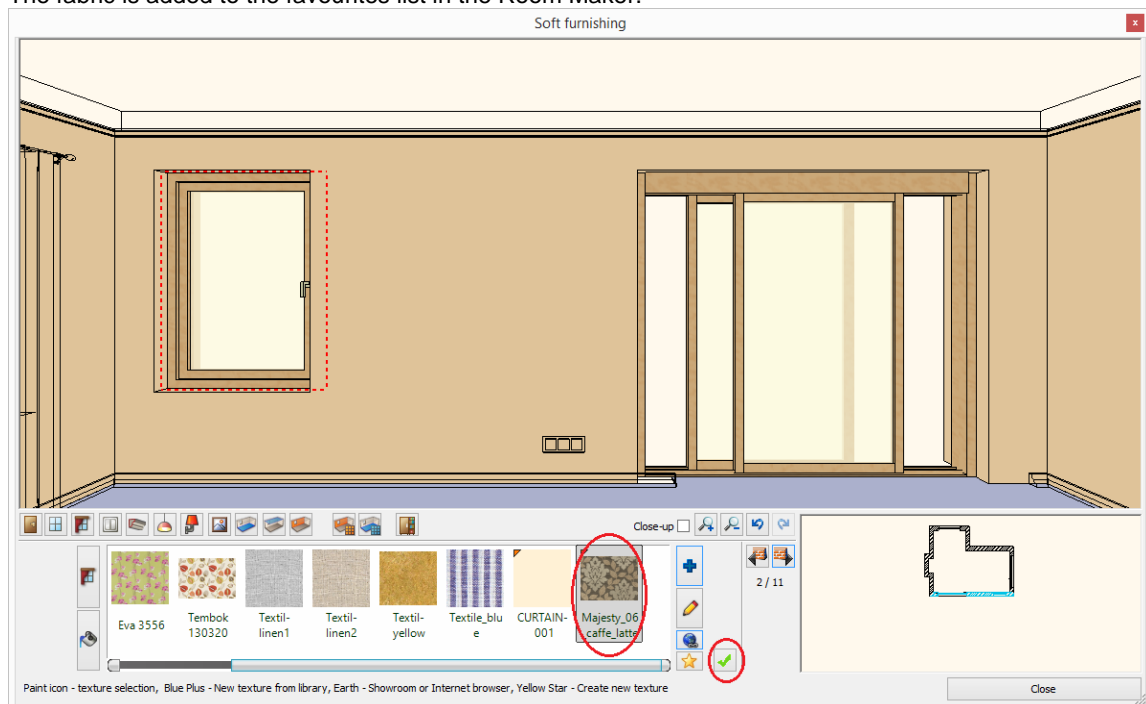 The fabric is added to the favourites list in the Room Maker.
Soft furnishing
x
Close-up
2 / 11
Eva 3556
Tembok
130320
Textil-
linen1
Textil-
linen2
Textil-
yellow
Textile_blu
e
CURTAIN-
001
Majesty_06
_caffe_latte
Paint icon - texture selection, Blue Plus - New texture from library, Earth - Showroom or Internet browser, Yellow Star - Create new texture
Close